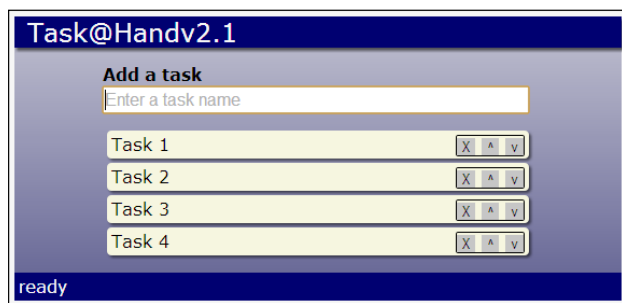 Task@Handv2.1
Add a task
Enter a task name
Task 1 X ^ v
Task 2 X ^ v
Task 3 X ^ v
Task 4 X ^ v
ready